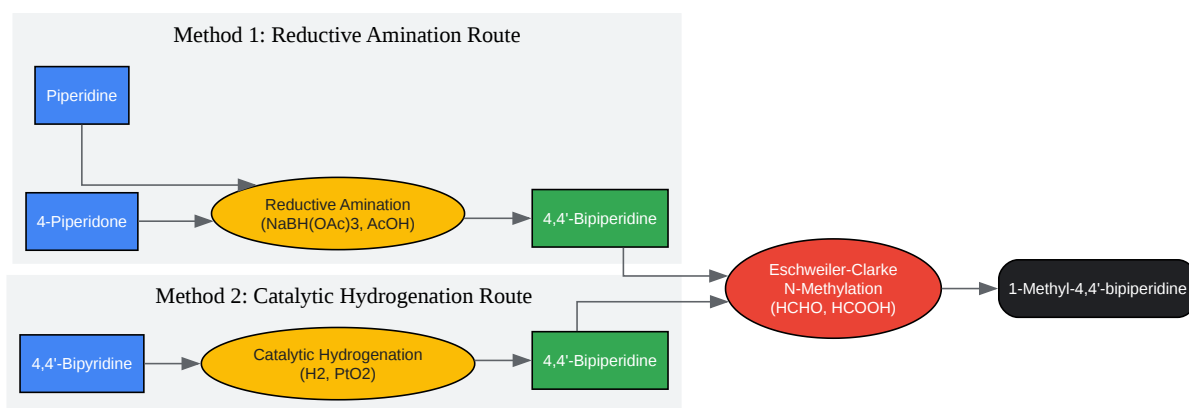 Method 1: Reductive Amination Route
Piperidine
4-Piperidone
Reductive Amination
(NaBH(OAc)3, AcOH)
4,4'-Bipiperidine
Method 2: Catalytic Hydrogenation Route
4,4'-Bipyridine
Catalytic Hydrogenation
(H2, PtO2)
4,4'-Bipiperidine
Eschweiler-Clarke
N-Methylation
(HCHO, HCOOH)
1-Methyl-4,4'-bipiperidine